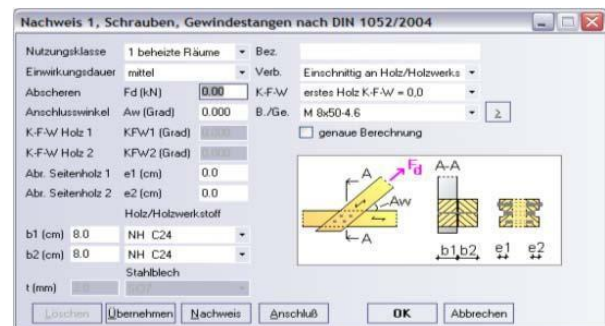 Nachweis 1, Schrauben, Gewindestangen nach DIN 1052/2004
Nutzungsklasse 1 beheizte Räume Bez.
Einwirkungsdauer mittel Verb. Einschnittig an Holz/Holzwerks
Abscheren Fd (kN) 0.00 K-F-W erstes Holz K-F-W = 0,0
Anschlusswinkel Aw (Grad) 0.000 B./Ge. M 8x50-4.6 ≥
K-F-W Holz 1 KFW1 (Grad) genaue Berechnung
K-F-W Holz 2 KFW2 (Grad)
Abr. Seitenholz 1 e1 (cm) 0.0
Abr. Seitenholz 2 e2 (cm) 0.0
Holz/Holzwerkstoff
b1 (cm) 8.0 NH C24
b2 (cm) 8.0 NH C24
Stahlblech
t (mm)
A Fd A-A
Aw
A b1 b2 e1 e2
Löschen Übernehmen Nachweis Anschluß OK Abbrechen